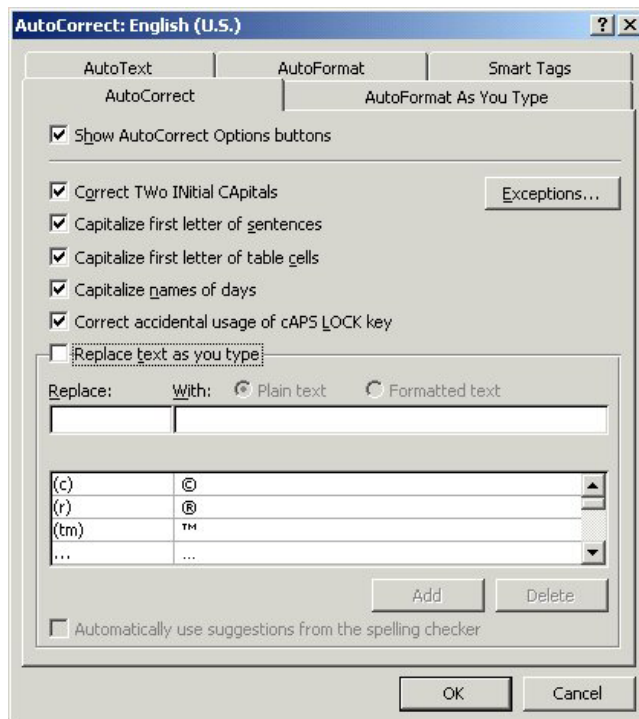 AutoCorrect: English (U.S.)
AutoText AutoFormat Smart Tags
AutoCorrect AutoFormat As You Type
Show AutoCorrect Options buttons
Correct TWo INitial CApitals Exceptions...
Capitalize first letter of sentences
Capitalize first letter of table cells
Capitalize names of days
Correct accidental usage of cAPS LOCK key
Replace text as you type
Replace: With: Plain text Formatted text
(c) ©
(r) ®
(tm) ™
... …
Add Delete
Automatically use suggestions from the spelling checker
OK Cancel